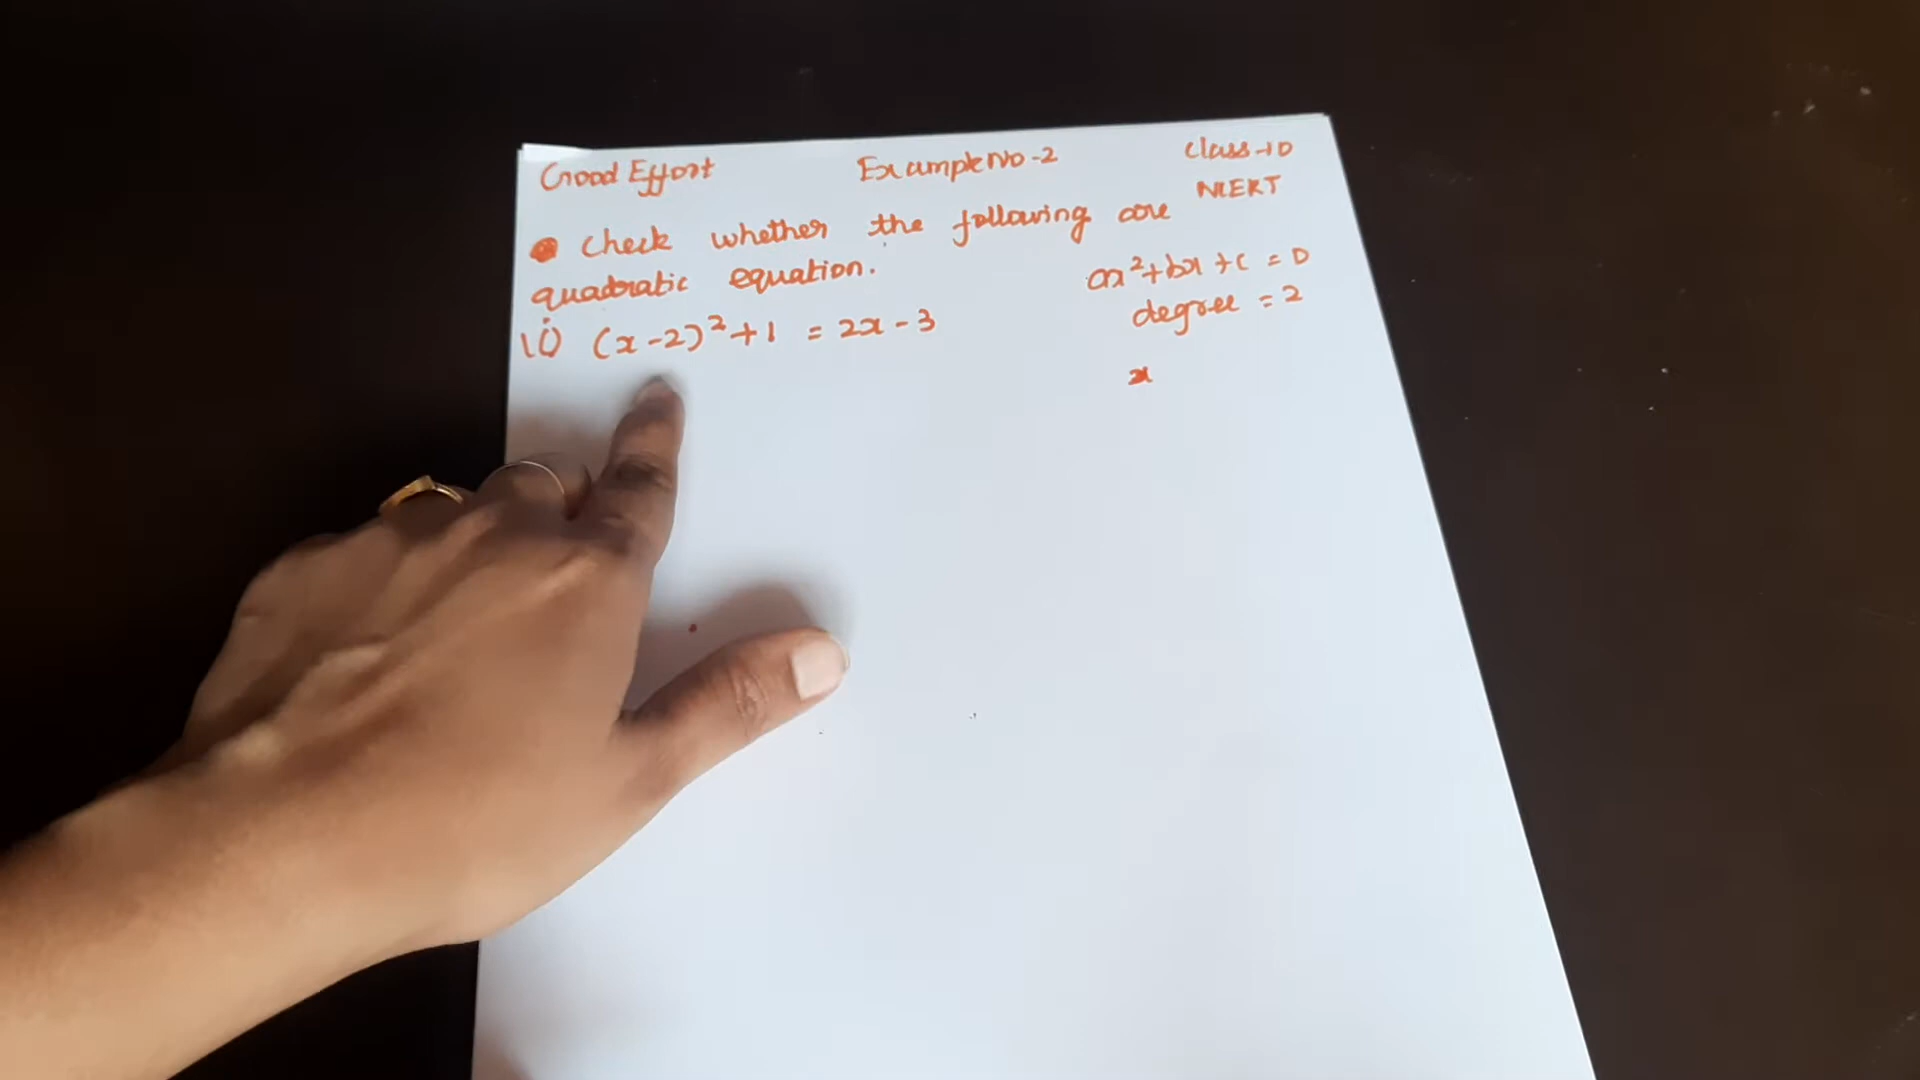 Good Effort Example No - 2 Class - 10
NCERT
Check whether the following are
quadratic equation.
ax² + bx + c = 0
degree = 2
(i) (x - 2)² + 1 = 2x - 3
x